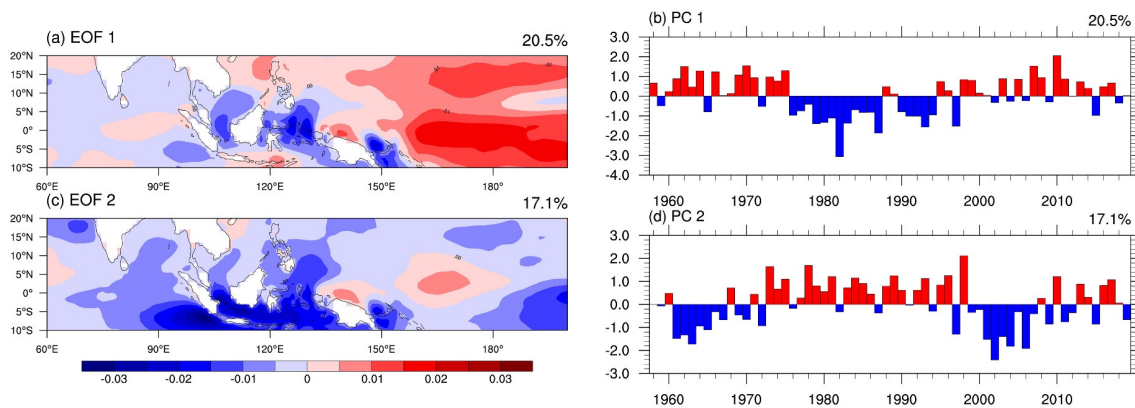 (a) EOF 1 20.5%
20°N
15°N
10°N
5°N
0°
5°S
10°S
60°E 90°E 120°E 150°E 180°
(b) PC 1 20.5%
3.0
2.0
1.0
0.0
-1.0
-2.0
-3.0
-4.0
1960 1970 1980 1990 2000 2010
(c) EOF 2 17.1%
20°N
15°N
10°N
5°N
0°
5°S
10°S
60°E 90°E 120°E 150°E 180°
-0.03 -0.02 -0.01 0 0.01 0.02 0.03
(d) PC 2 17.1%
3.0
2.0
1.0
0.0
-1.0
-2.0
-3.0
1960 1970 1980 1990 2000 2010